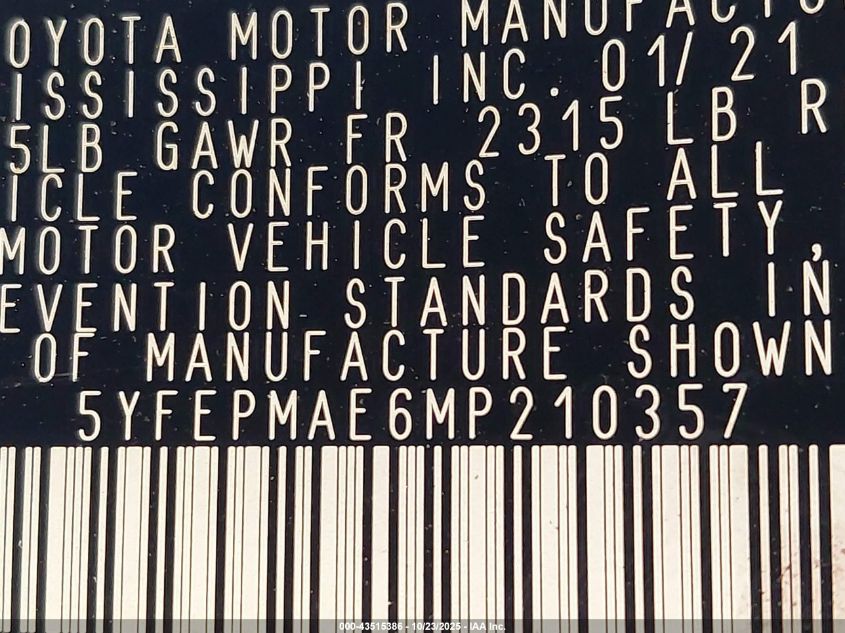 OYOTA MOTOR MANUFACTU
ISSISSIPPI INC. 01/21
5LB GAWR FR 2315 LB R
ICLE CONFORMS TO ALL
MOTOR VEHICLE SAFETY,
EVENTION STANDARDS IN
OF MANUFACTURE SHOWN
5YFEPMAE6MP210357
000-43515386 - 10/23/2025 - IAA Inc.